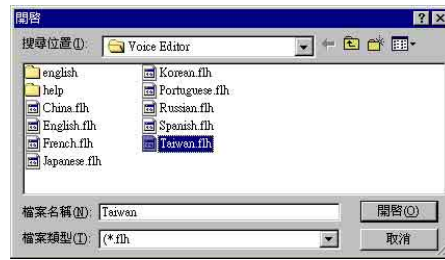 開啓
搜尋位置(I): Voice Editor
english
help
China.flh
English.flh
French.flh
Japanese.flh
Korean.flh
Portuguese.flh
Russian.flh
Spanish.flh
Taiwan.flh
檔案名稱(N): Taiwan 開啓(O)
檔案類型(T): (*.flh 取消